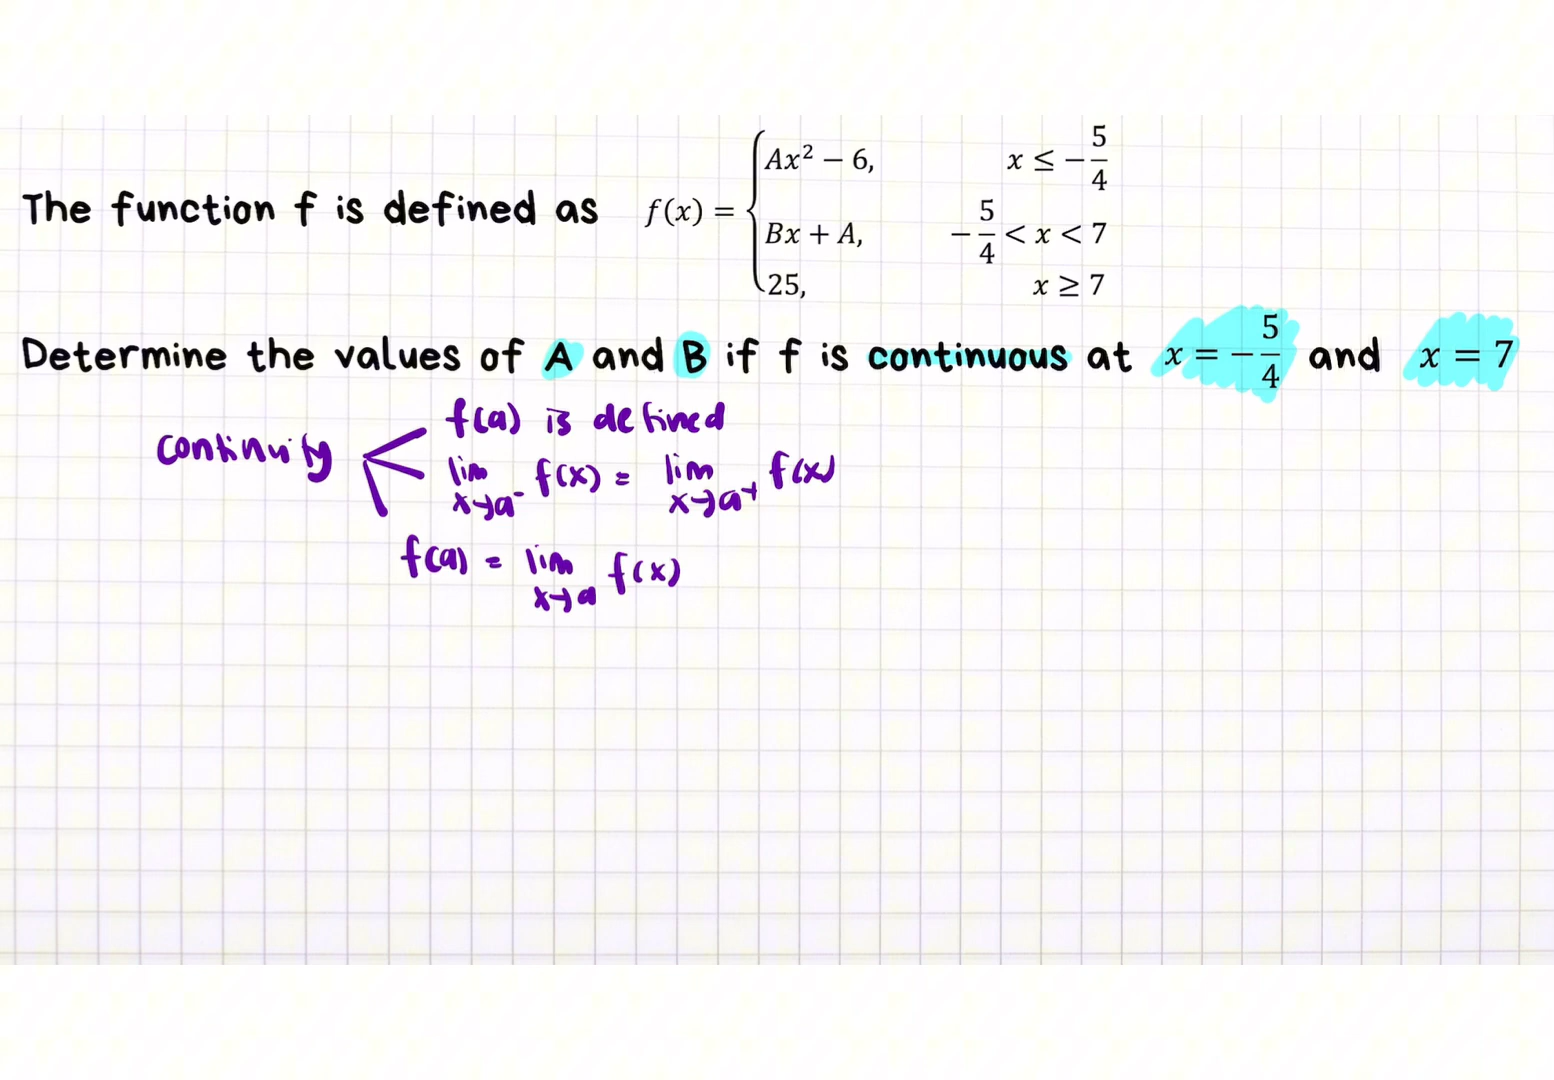 The function f is defined as f(x) = { Ax² − 6, x ≤ −5/4
Bx + A, −5/4 < x < 7
25, x ≥ 7
Determine the values of A and B if f is continuous at x = −5/4 and x = 7
continuity
f(a) is defined
lim x→a⁻ f(x) = lim x→a⁺ f(x)
f(a) = lim x→a f(x)